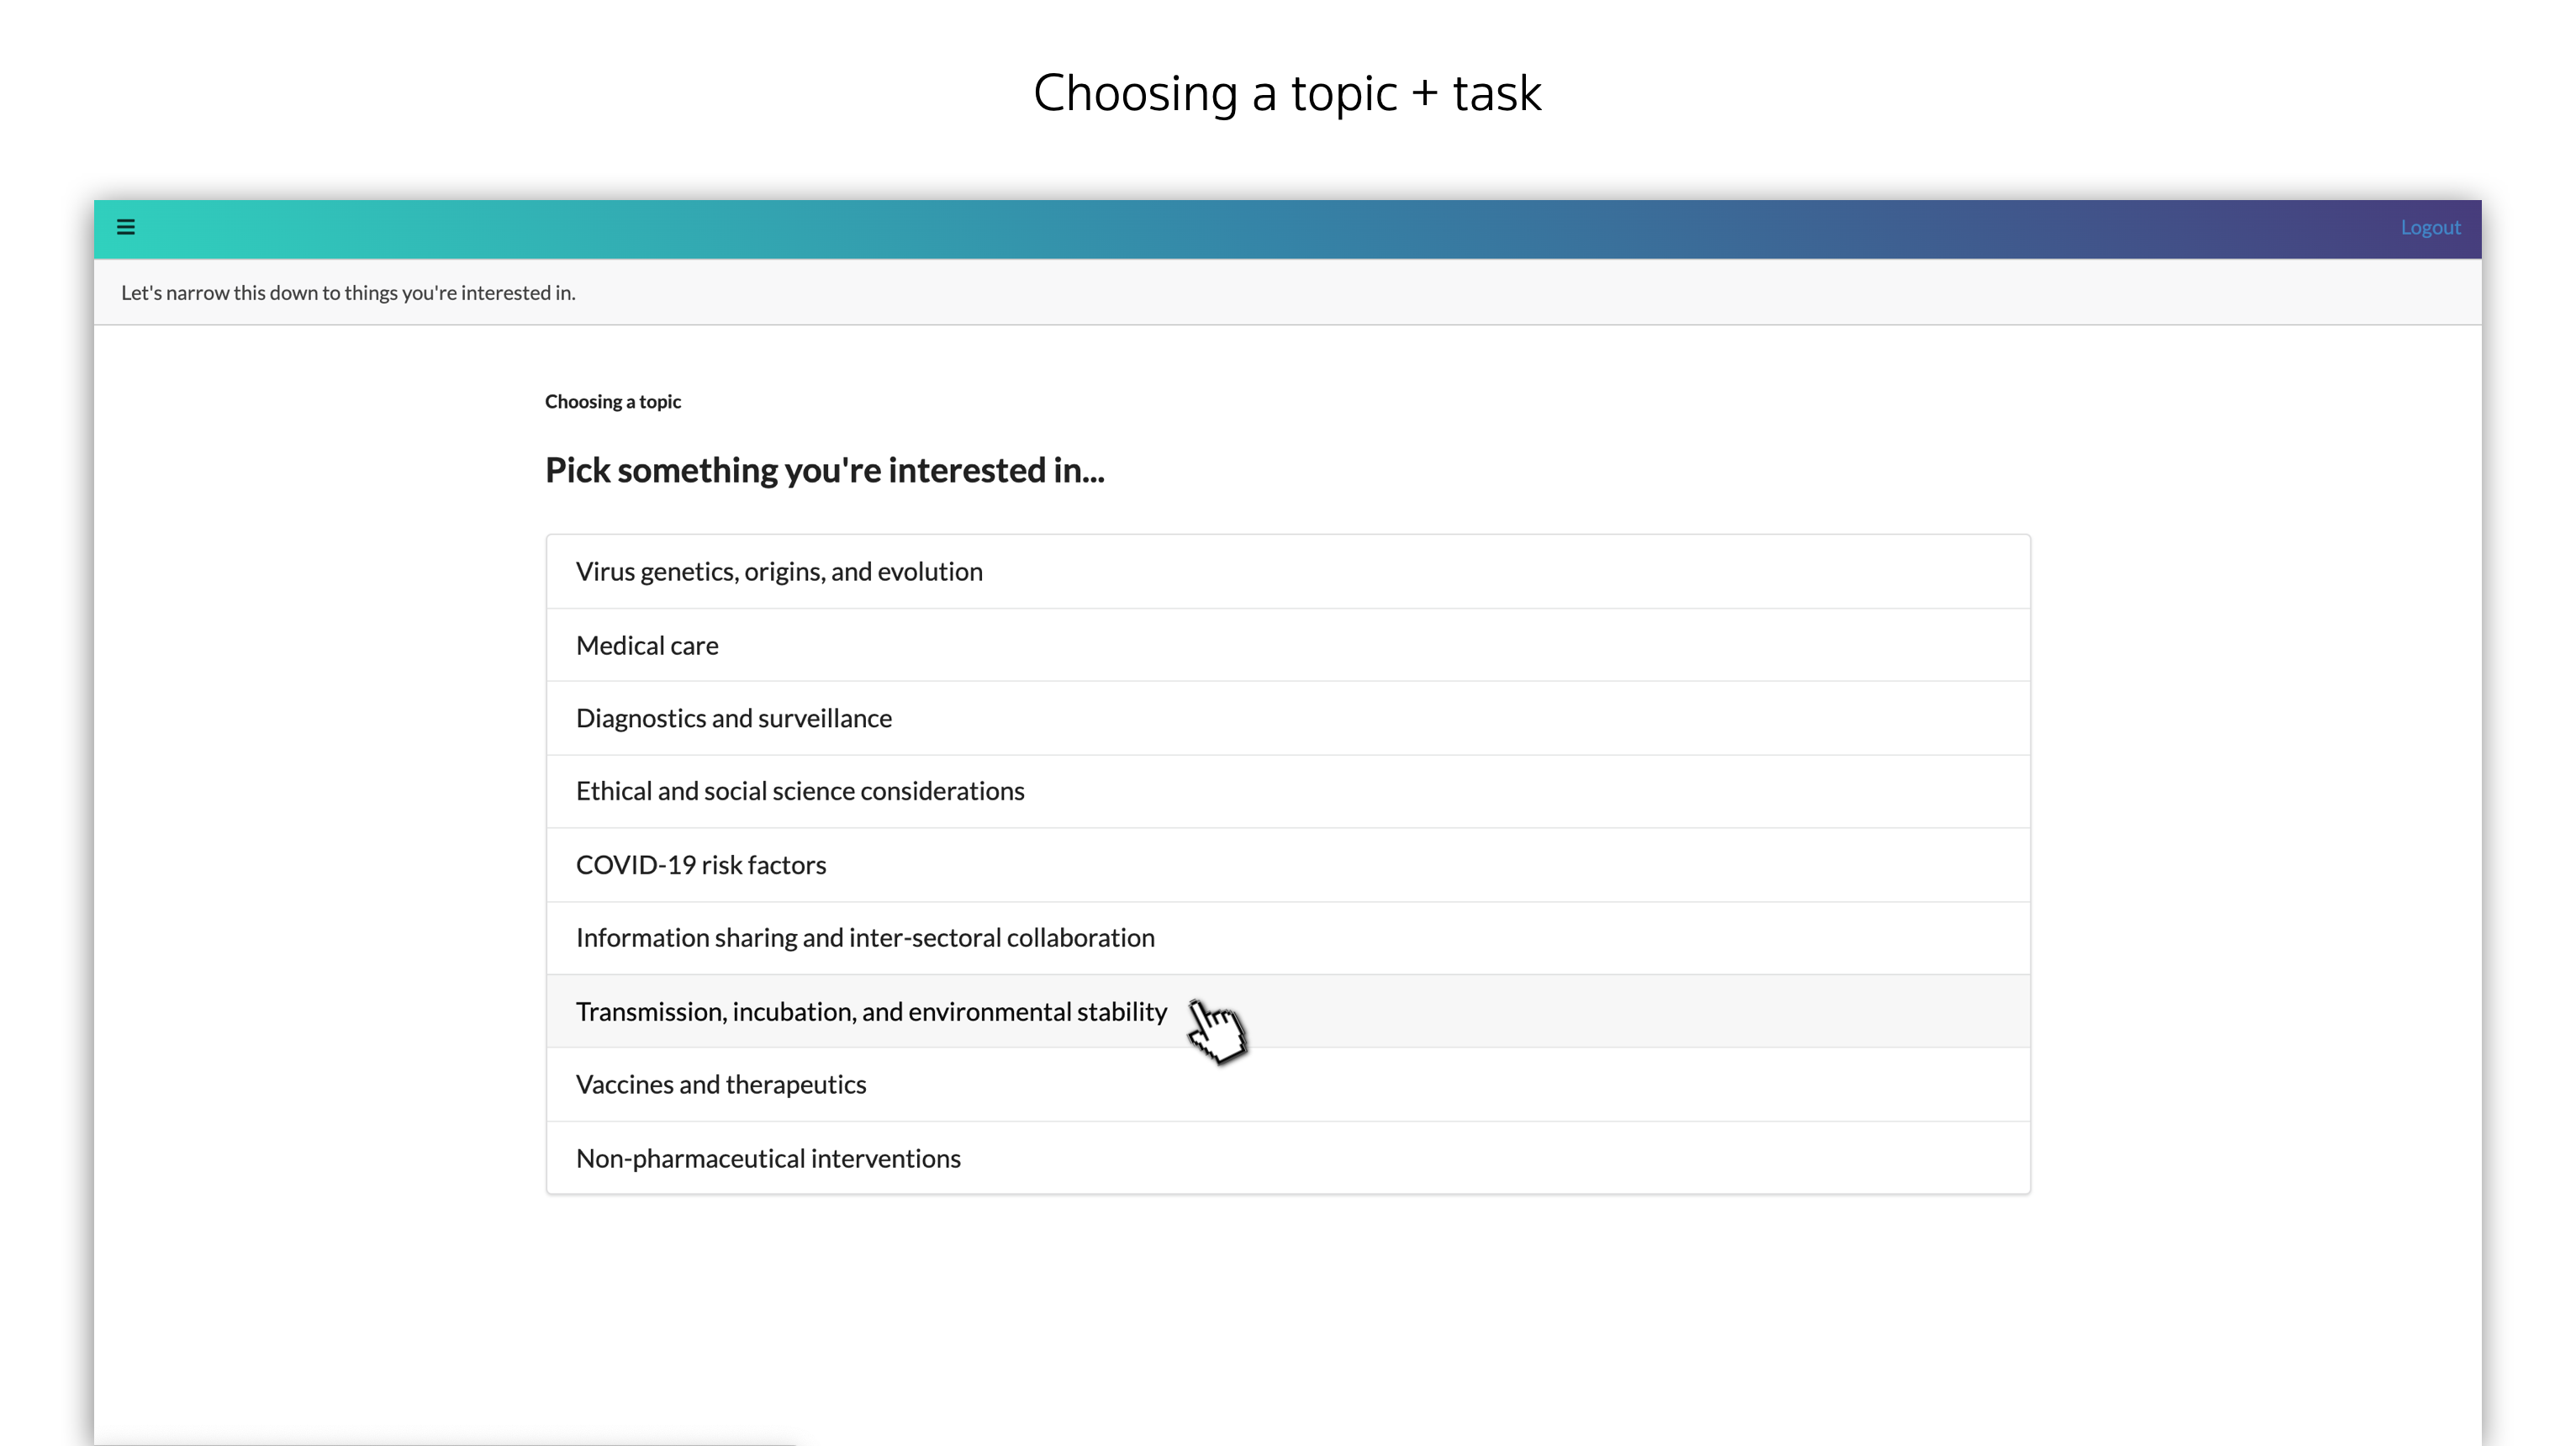 Choosing a topic + task
Logout
Let's narrow this down to things you're interested in.
Choosing a topic
Pick something you're interested in...
Virus genetics, origins, and evolution
Medical care
Diagnostics and surveillance
Ethical and social science considerations
COVID-19 risk factors
Information sharing and inter-sectoral collaboration
Transmission, incubation, and environmental stability
Vaccines and therapeutics
Non-pharmaceutical interventions